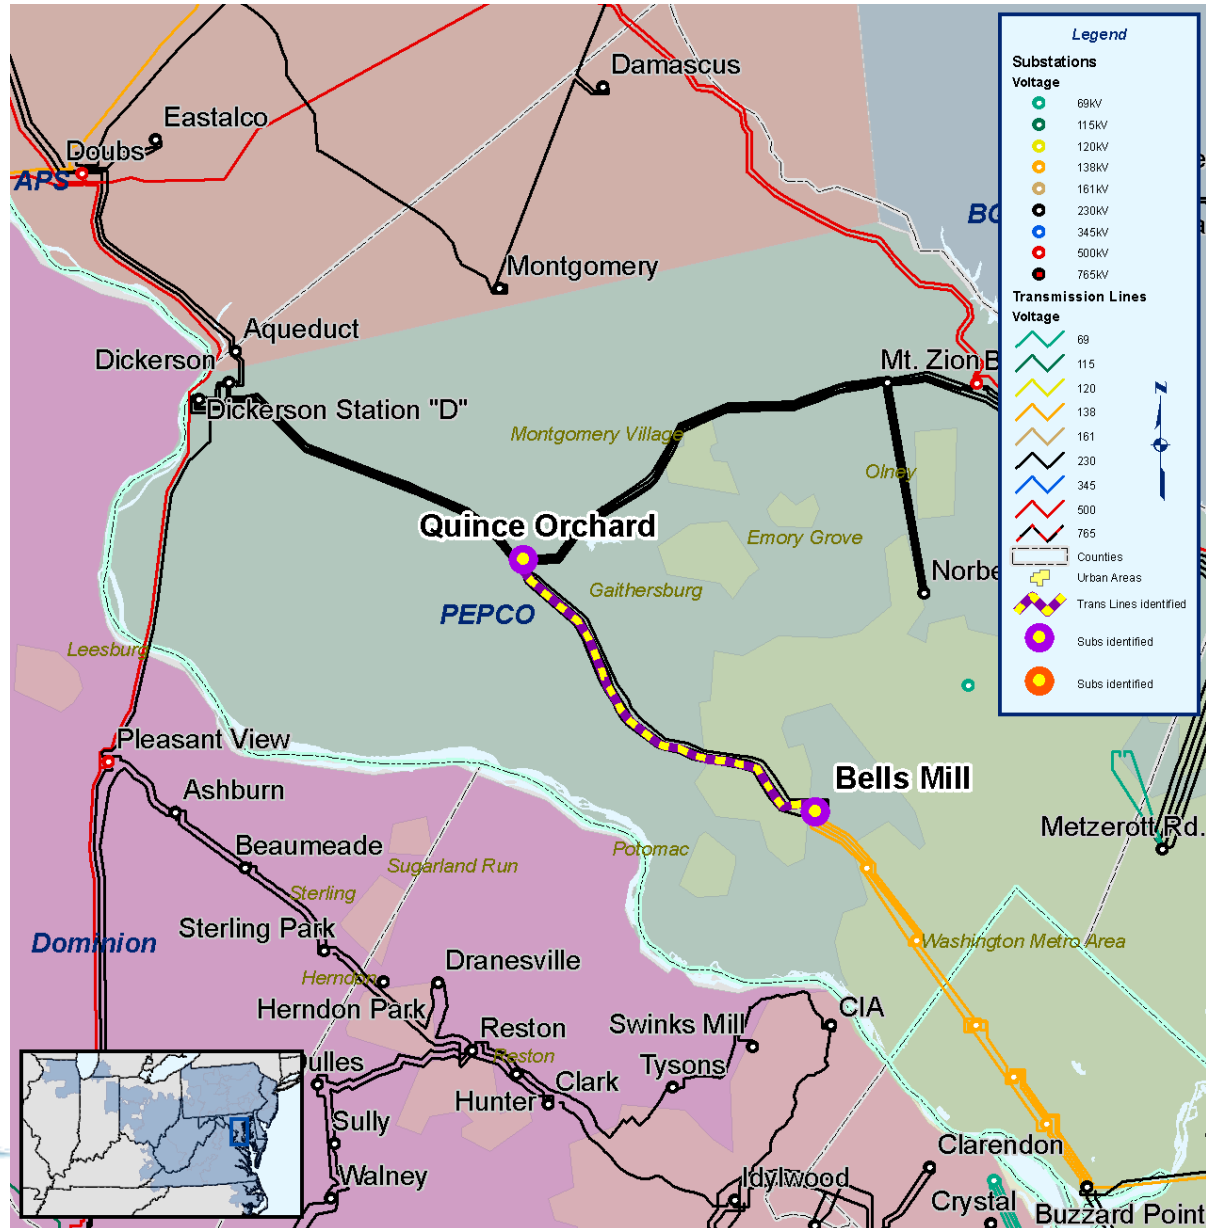 Damascus
Eastalco
Doubs
APS
BG
Montgomery
Aqueduct
Dickerson
Dickerson Station "D"
Mt. Zion B
Montgomery Village
Olney
Quince Orchard
Emory Grove
Norbe
Gaithersburg
PEPCO
Leesburg
Pleasant View
Ashburn
Bells Mill
Metzerott Rd.
Beaumeade
Potomac
Sugarland Run
Sterling
Sterling Park
Dominion
Washington Metro Area
Dranesville
Herndon
Herndon Park
CIA
Swinks Mill
Reston
Reston
Tysons
ulles
Clark
Hunter
Sully
Clarendon
Walney
Idylwood
Crystal
Buzzard Point
Legend
Substations
Voltage
69kV
115kV
120kV
138kV
161kV
230kV
345kV
500kV
765kV
Transmission Lines
Voltage
69
115
120
138
161
230
345
500
765
Counties
Urban Areas
Trans Lines identified
Subs identified
Subs identified
N
e
a